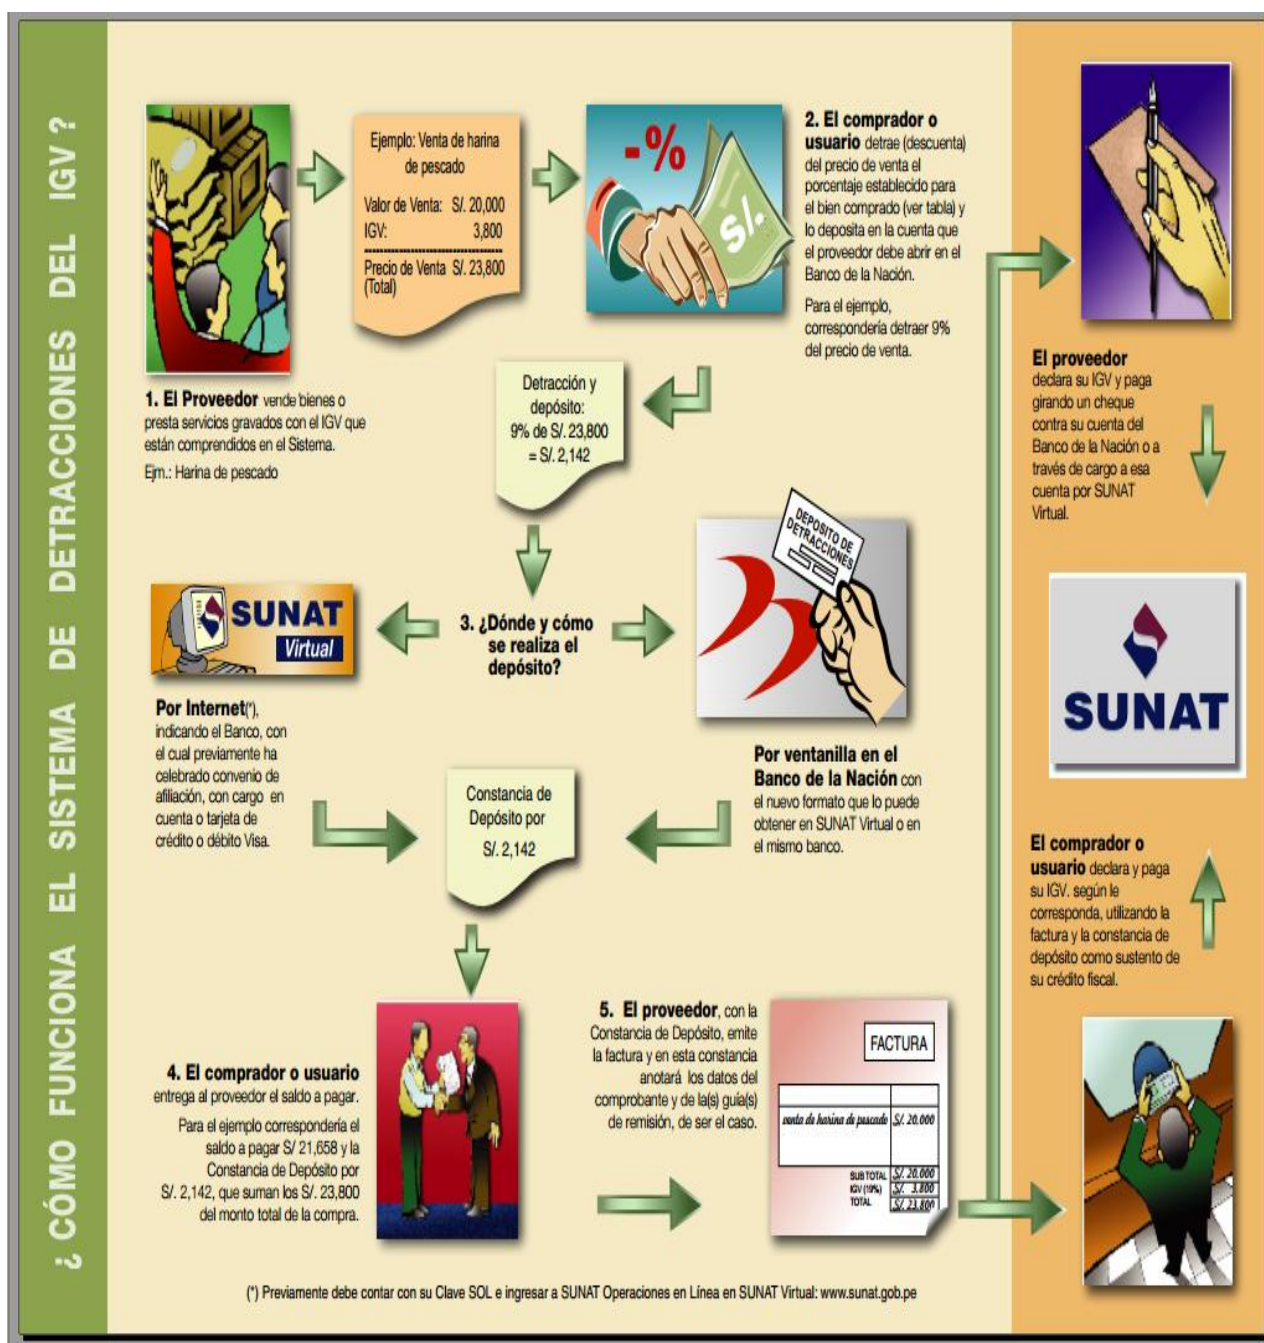 ¿ CÓMO FUNCIONA EL SISTEMA DE DETRACCIONES DEL IGV ?
1. El Proveedor vende bienes o
presta servicios gravados con el IGV que
están comprendidos en el Sistema.
Ejm.: Harina de pescado
Ejemplo: Venta de harina
de pescado
Valor de Venta: S/. 20,000
IGV: 3,800
Precio de Venta S/. 23,800
(Total)
-%
S/.
2. El comprador o
usuario detrae (descuenta)
del precio de venta el
porcentaje establecido para
el bien comprado (ver tabla) y
lo deposita en la cuenta que
el proveedor debe abrir en el
Banco de la Nación.
Para el ejemplo,
correspondería detraer 9%
del precio de venta.
Detracción y
depósito:
9% de S/. 23,800
= S/. 2,142
3. ¿Dónde y cómo
se realiza el
depósito?
SUNAT
Virtual
Por Internet(*),
indicando el Banco, con
el cual previamente ha
celebrado convenio de
afiliación, con cargo en
cuenta o tarjeta de
crédito o débito Visa.
DEPOSITO DE
DETRACCIONES
Por ventanilla en el
Banco de la Nación con
el nuevo formato que lo puede
obtener en SUNAT Virtual o en
el mismo banco.
Constancia de
Depósito por
S/. 2,142
4. El comprador o usuario
entrega al proveedor el saldo a pagar.
Para el ejemplo correspondería el
saldo a pagar S/ 21,658 y la
Constancia de Depósito por
S/. 2,142, que suman los S/. 23,800
del monto total de la compra.
5. El proveedor, con la
Constancia de Depósito, emite
la factura y en esta constancia
anotará los datos del
comprobante y de la(s) guía(s)
de remisión, de ser el caso.
FACTURA
venta de harina de pescado S/. 20.000
SUB TOTAL S/. 20.000
IGV (19%) S/. 3.800
TOTAL S/. 23.800
El proveedor
declara su IGV y paga
girando un cheque
contra su cuenta del
Banco de la Nación o a
través de cargo a esa
cuenta por SUNAT
Virtual.
SUNAT
El comprador o
usuario declara y paga
su IGV. según le
corresponda, utilizando la
factura y la constancia de
depósito como sustento de
su crédito fiscal.
(*) Previamente debe contar con su Clave SOL e ingresar a SUNAT Operaciones en Línea en SUNAT Virtual: www.sunat.gob.pe